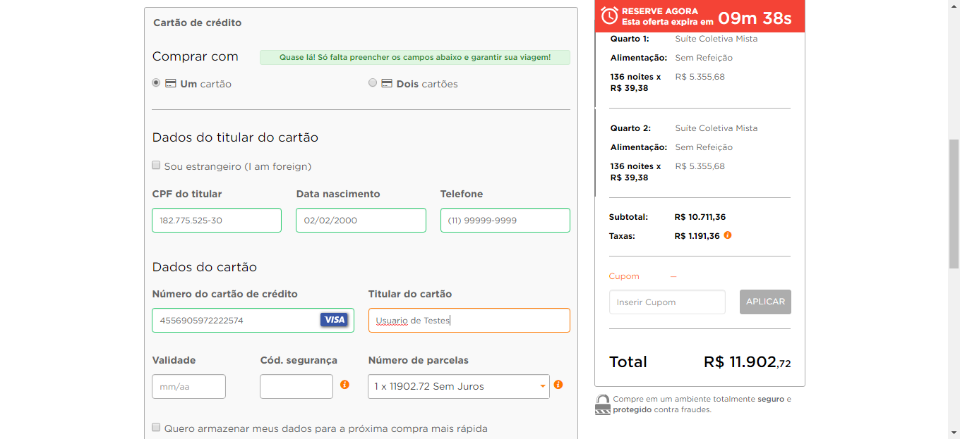 Cartão de crédito
Comprar com
Quase lá! Só falta preencher os campos abaixo e garantir sua viagem!
Um cartão
Dois cartões
Dados do titular do cartão
Sou estrangeiro (I am foreign)
CPF do titular
Data nascimento
Telefone
182.775.525-30
02/02/2000
(11) 99999-9999
Dados do cartão
Número do cartão de crédito
Titular do cartão
4556905972222574
VISA
Usuario de Testes
Validade
Cód. segurança
Número de parcelas
mm/aa
1 x 11902.72 Sem Juros
Quero armazenar meus dados para a próxima compra mais rápida
RESERVE AGORA
Esta oferta expira em 09m 38s
Quarto 1: Suíte Coletiva Mista
Alimentação: Sem Refeição
136 noites x R$ 5.355,68
R$ 39,38
Quarto 2: Suíte Coletiva Mista
Alimentação: Sem Refeição
136 noites x R$ 5.355,68
R$ 39,38
Subtotal: R$ 10.711,36
Taxas: R$ 1.191,36
Cupom –
Inserir Cupom
APLICAR
Total R$ 11.902,72
Compre em um ambiente totalmente seguro e
protegido contra fraudes.